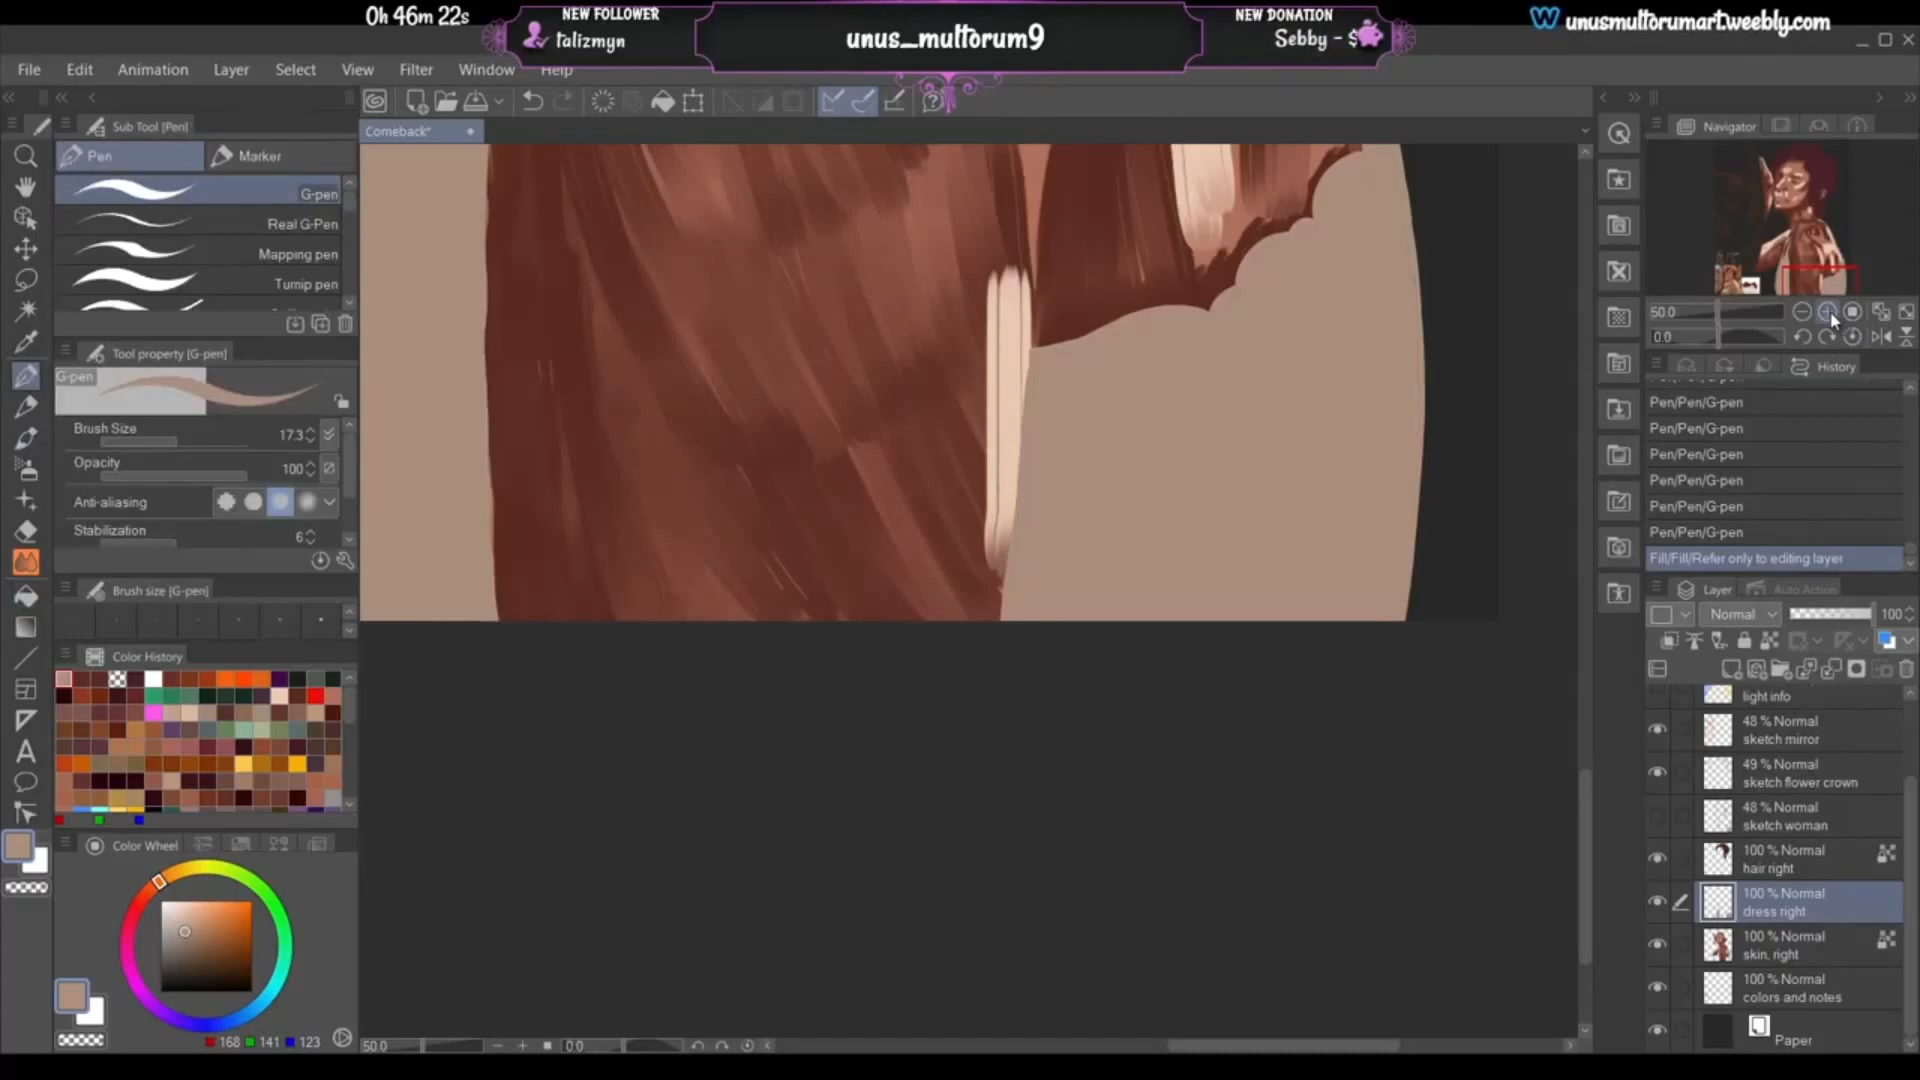 0h 46m 22s
NEW FOLLOWER
talizmyn
unus_multorum9
NEW DONATION
Sebby - $
unusmultorumart.weebly.com
File Edit Animation Layer Select View Filter Window Help
Sub Tool [Pen]
Comeback*
Navigator
Pen Marker
G-pen
Real G-Pen
Mapping pen
Turnip pen
50.0
0.0
Tool property [G-pen]
History
G-pen
Pen/Pen/G-pen
Brush Size 17.3
Pen/Pen/G-pen
Pen/Pen/G-pen
Opacity 100
Pen/Pen/G-pen
Anti-aliasing
Pen/Pen/G-pen
Stabilization 6
Pen/Pen/G-pen
Fill/Fill/Refer only to editing layer
Brush size [G-pen]
Layer Auto Action
Normal 100
Color History
light info
48 % Normal
sketch mirror
49 % Normal
sketch flower crown
48 % Normal
sketch woman
Color Wheel
100 % Normal
hair right
100 % Normal
dress right
100 % Normal
skin, right
100 % Normal
colors and notes
Paper
168 141 123
50.0 0.0